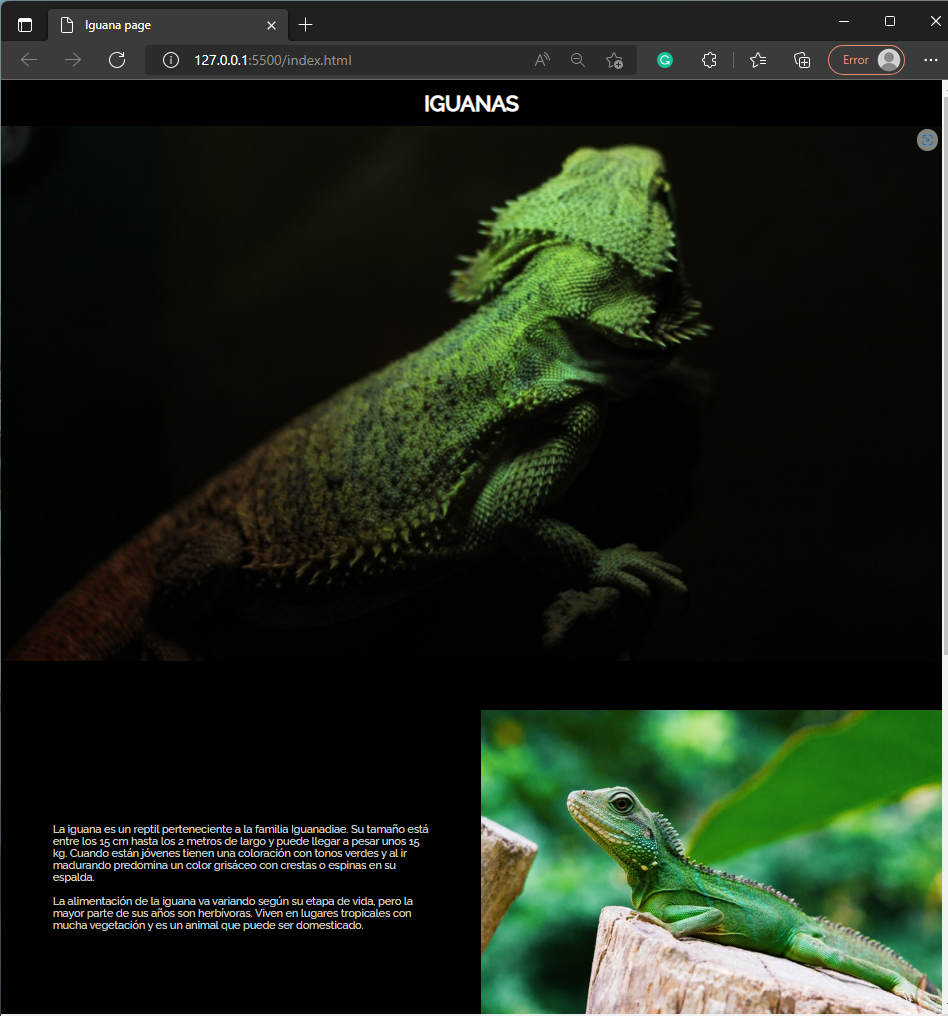 Iguana page
127.0.0.1:5500/index.html
Error
IGUANAS
La iguana es un reptil perteneciente a la familia Iguanadiae. Su tamaño está
entre los 15 cm hasta los 2 metros de largo y puede llegar a pesar unos 15
kg. Cuando están jóvenes tienen una coloración con tonos verdes y al ir
madurando predomina un color grisáceo con crestas o espinas en su
espalda.
La alimentación de la iguana va variando según su etapa de vida, pero la
mayor parte de sus años son herbívoras. Viven en lugares tropicales con
mucha vegetación y es un animal que puede ser domesticado.